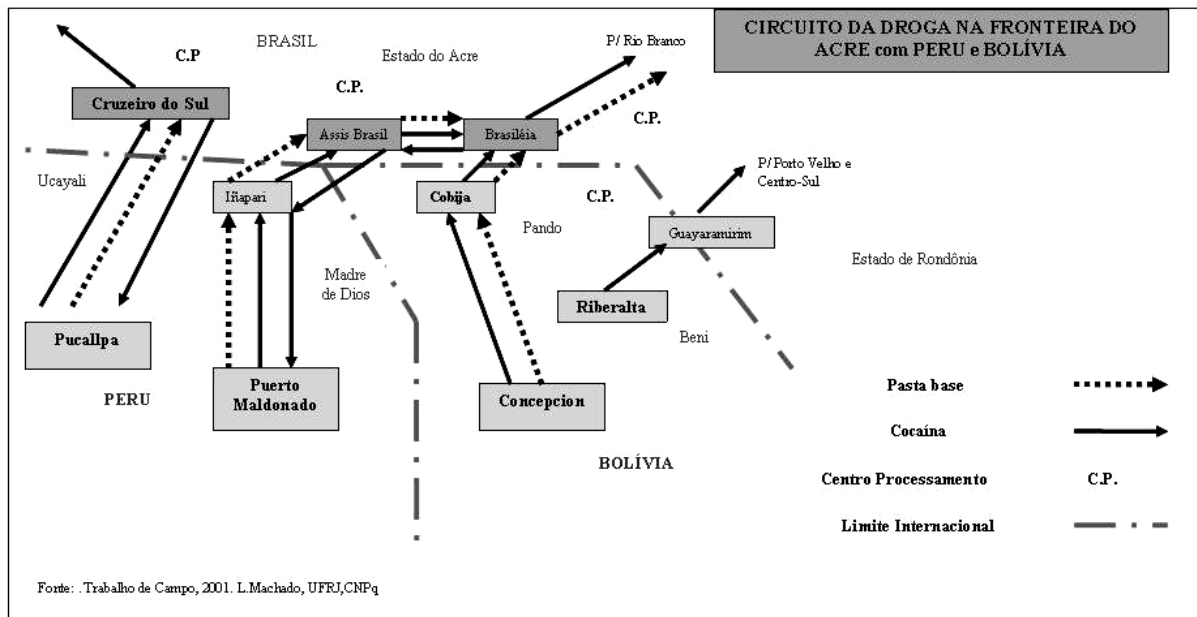 CIRCUITO DA DROGA NA FRONTEIRA DO
ACRE com PERU e BOLÍVIA
BRASIL
P/ Rio Branco
C.P
Estado do Acre
C.P.
Cruzeiro do Sul
C.P.
Assis Brasil
Brasiléia
P/ Porto Velho e
Centro-Sul
Ucayali
Iñapari
Cobija
C.P.
Pando
Guayaramirim
Estado de Rondônia
Madre
de Dios
Riberalta
Beni
Pucallpa
Puerto
Maldonado
Concepcion
PERU
BOLÍVIA
Pasta base
Cocaína
Centro Processamento
C.P.
Limite Internacional
Fonte: . Trabalho de Campo, 2001. L.Machado, UFRJ,CNPq